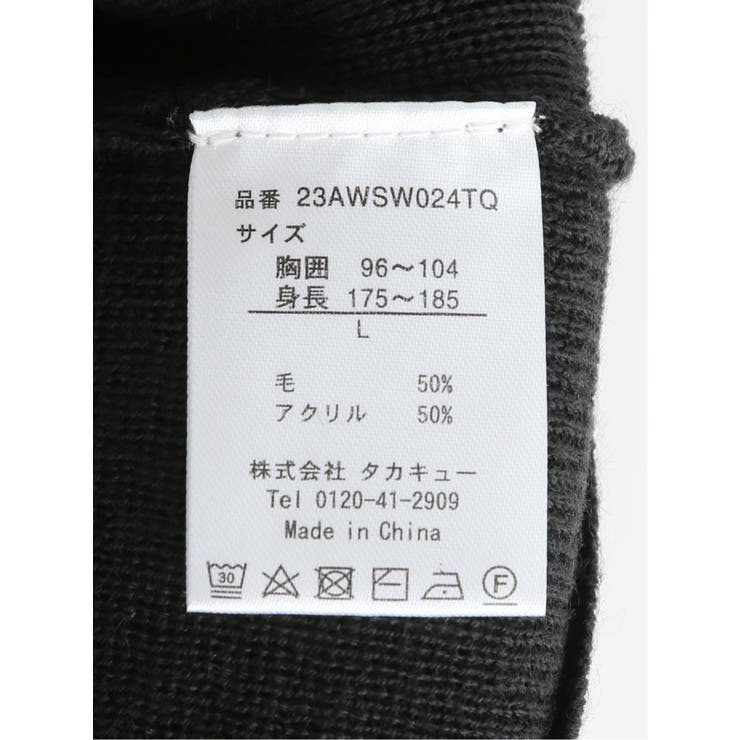 品番 23AWSW024TQ
サイズ
胸囲 96～104
身長 175～185
L
毛 50%
アクリル 50%
株式会社 タカキュー
Tel 0120-41-2909
Made in China
30 F